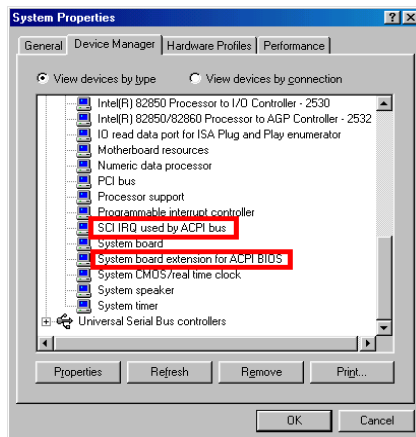 System Properties
General Device Manager Hardware Profiles Performance
View devices by type View devices by connection
Intel(R) 82850 Processor to I/O Controller - 2530
Intel(R) 82850/82860 Processor to AGP Controller - 2532
IO read data port for ISA Plug and Play enumerator
Motherboard resources
Numeric data processor
PCI bus
Processor support
Programmable interrupt controller
SCI IRQ used by ACPI bus
System board
System board extension for ACPI BIOS
System CMOS/real time clock
System speaker
System timer
Universal Serial Bus controllers
Properties Refresh Remove Print...
OK Cancel